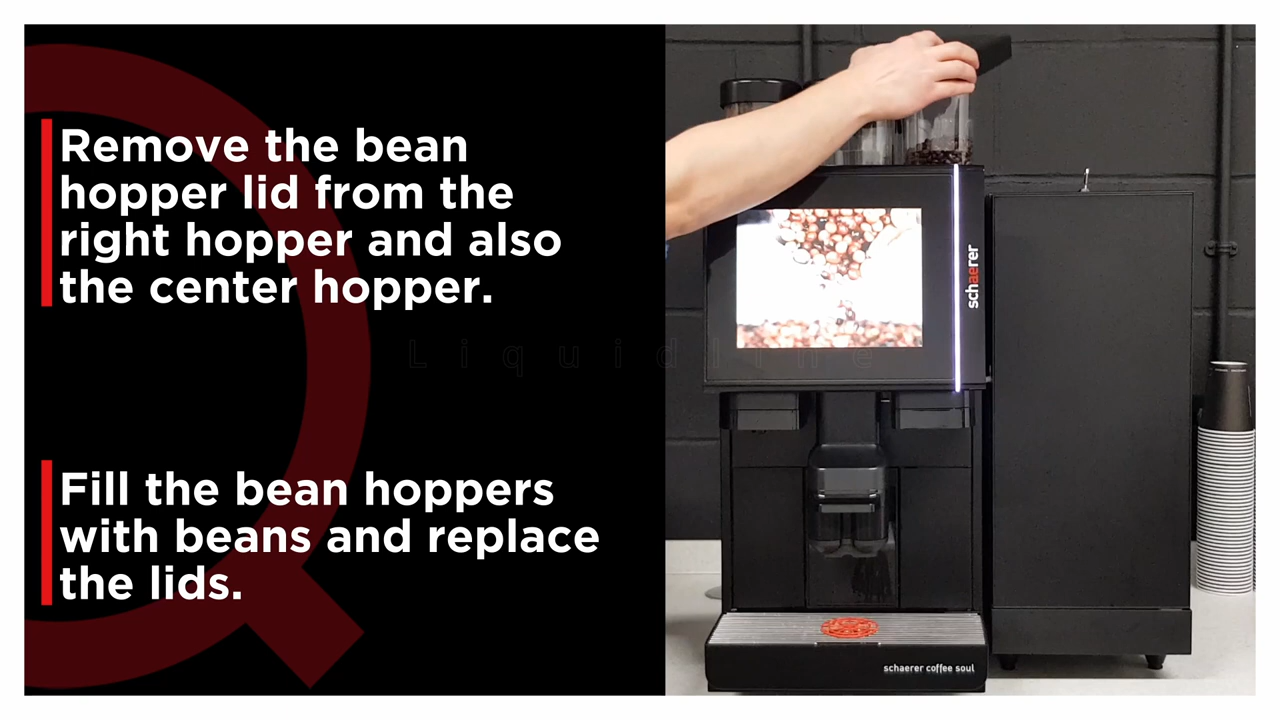 Remove the bean
hopper lid from the
right hopper and also
the center hopper.
Liquidline
Fill the bean hoppers
with beans and replace
the lids.
schaerer
schaerer coffee soul